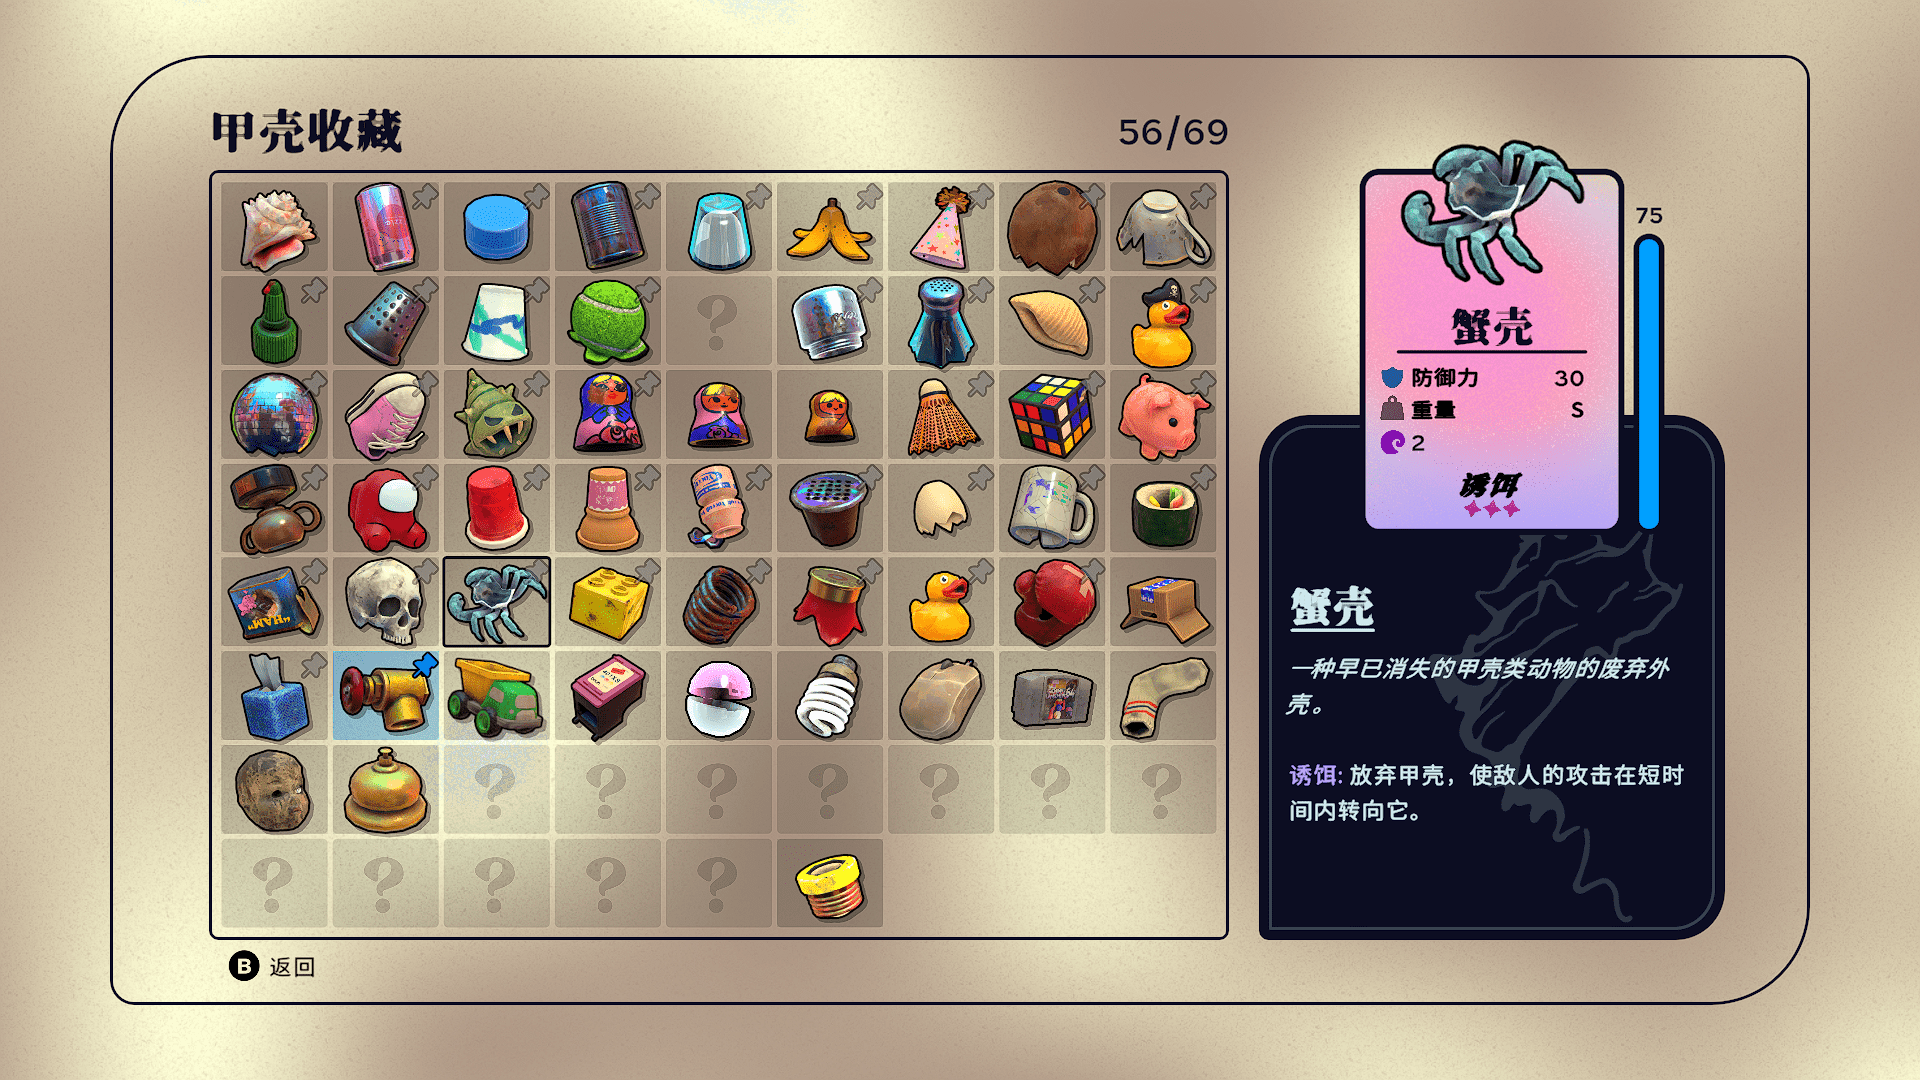 甲壳收藏
56/69
75
蟹壳
防御力 30
重量 S
2
诱饵
蟹壳
一种早已消失的甲壳类动物的废弃外
壳。
诱饵: 放弃甲壳，使敌人的攻击在短时
间内转向它。
"HAM"
B 返回